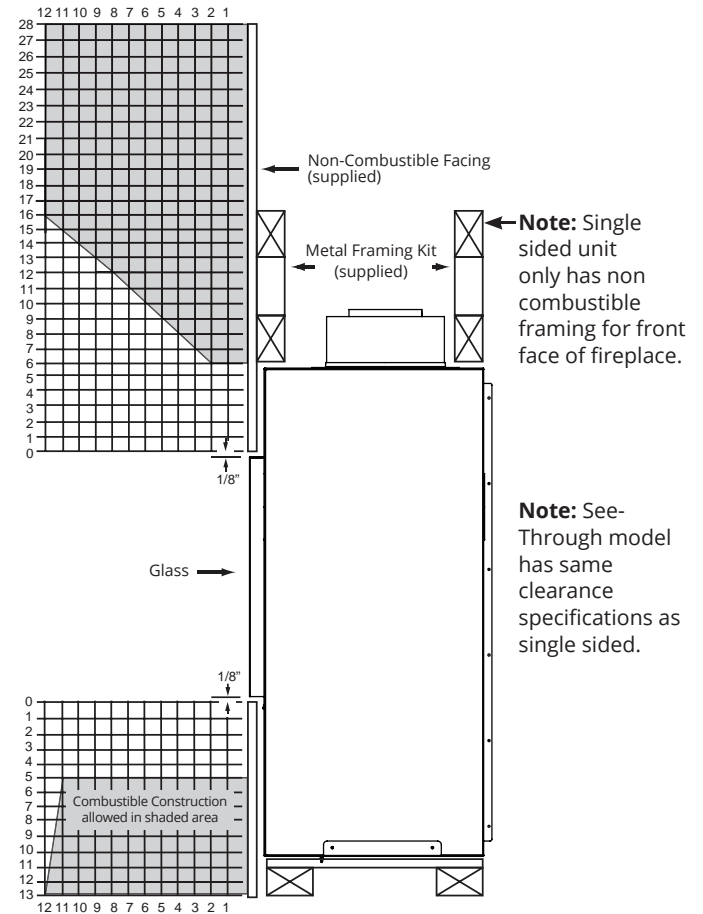 12 11 10 9 8 7 6 5 4 3 2 1
28
27
26
25
24
23
22
21
20
19
18
17
16
15
14
13
12
11
10
9
8
7
6
5
4
3
2
1
0
Non-Combustible Facing
(supplied)
Metal Framing Kit
(supplied)
Note: Single
sided unit
only has non
combustible
framing for front
face of fireplace.
1/8"
Glass
Note: See-
Through model
has same
clearance
specifications as
single sided.
1/8"
0
1
2
3
4
5
6
7
8
9
10
11
12
13
Combustible Construction
allowed in shaded area
12 11 10 9 8 7 6 5 4 3 2 1